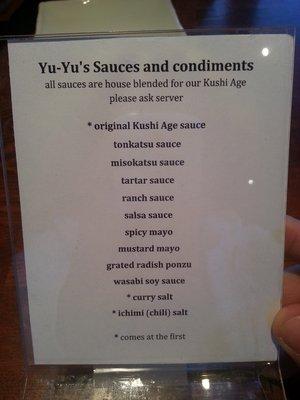 Yu-Yu's Sauces and condiments
all sauces are house blended for our Kushi Age
please ask server
* original Kushi Age sauce
tonkatsu sauce
misokatsu sauce
tartar sauce
ranch sauce
salsa sauce
spicy mayo
mustard mayo
grated radish ponzu
wasabi soy sauce
* curry salt
* ichimi (chili) salt
* comes at the first